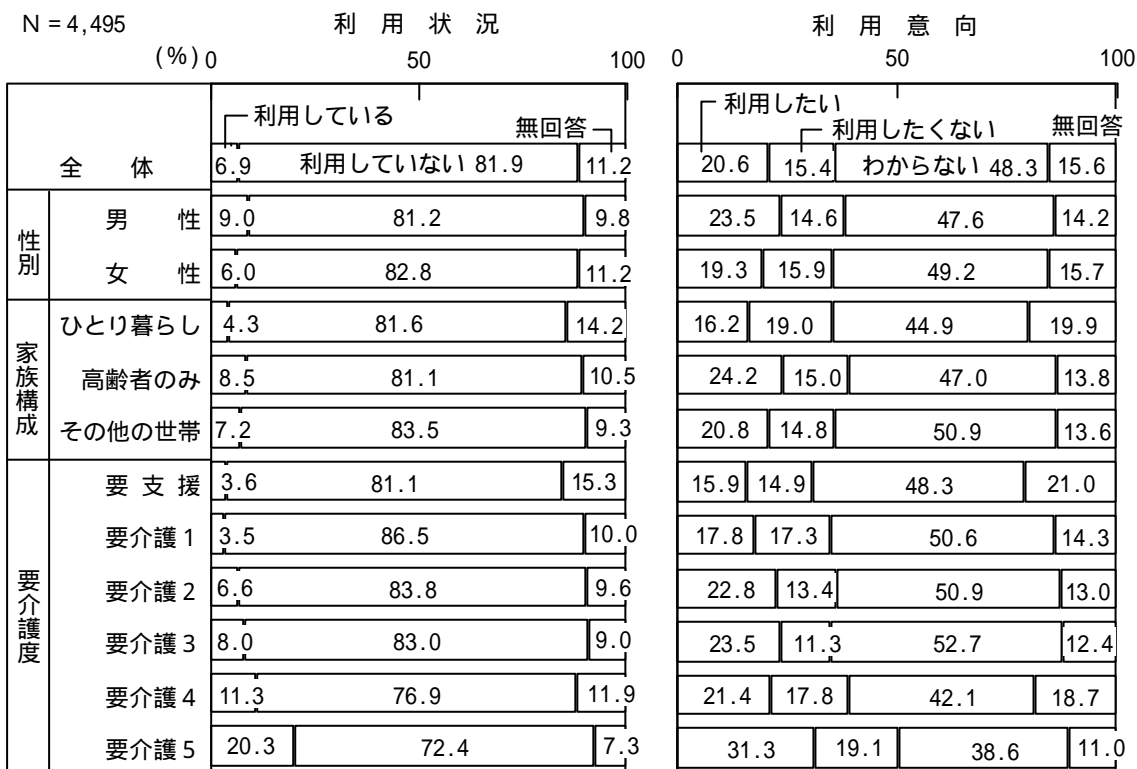 N＝4,495 利用状況 利用意向
(%) 0 50 100 0 50 100
利用している 無回答 利用したい 利用したくない 無回答
全体 6.9 利用していない 81.9 11.2 20.6 15.4 わからない 48.3 15.6
性別
男性 9.0 81.2 9.8 23.5 14.6 47.6 14.2
女性 6.0 82.8 11.2 19.3 15.9 49.2 15.7
家族構成
ひとり暮らし 4.3 81.6 14.2 16.2 19.0 44.9 19.9
高齢者のみ 8.5 81.1 10.5 24.2 15.0 47.0 13.8
その他の世帯 7.2 83.5 9.3 20.8 14.8 50.9 13.6
要介護度
要支援 3.6 81.1 15.3 15.9 14.9 48.3 21.0
要介護1 3.5 86.5 10.0 17.8 17.3 50.6 14.3
要介護2 6.6 83.8 9.6 22.8 13.4 50.9 13.0
要介護3 8.0 83.0 9.0 23.5 11.3 52.7 12.4
要介護4 11.3 76.9 11.9 21.4 17.8 42.1 18.7
要介護5 20.3 72.4 7.3 31.3 19.1 38.6 11.0